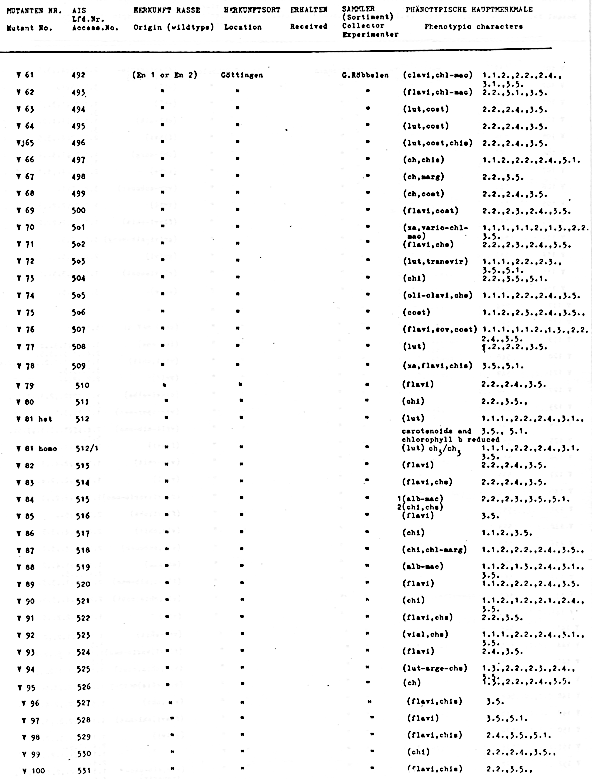 MUTANTEN NR. AIS HERKUNFT RASSE HERKUNFTSORT ERHALTEN SAMMLER PHÄNOTYPISCHE HAUPTMERKMALE
Lfd.Nr. (Sortiment)
Mutant No. Access.No. Origin (wildtype) Location Received Collector Phenotypic characters
Experimenter
V 61 492 (En 1 or En 2) Göttingen G.Röbbelen (clavi,chl-mac) 1.1.2.,2.2.,2.4.,
3.1.,3.5.
V 62 493 " " " (flavi,chl-mac) 2.2.,3.1.,3.5.
V 63 494 " " " (lut,cost) 2.2.,2.4.,3.5.
V 64 495 " " " (lut,cost) 2.2.,2.4.,3.5.
V 65 496 " " " (lut,cost,chis) 2.2.,2.4.,3.5.
V 66 497 " " " (ch,chis) 1.1.2.,2.2.,2.4.,5.1.
V 67 498 " " " (ch,marg) 2.2.,3.5.
V 68 499 " " " (ch,cost) 2.2.,2.4.,3.5.
V 69 500 " " " (flavi,cost) 2.2.,2.3.,2.4.,3.5.
V 70 501 " " " (xa,vario-chl- 1.1.1.,1.1.2.,1.3.,2.2.
mac) 3.5.
V 71 502 " " " (flavi,chs) 2.2.,2.3.,2.4.,3.5.
V 72 503 " " " (lut,transvir) 1.1.1.,2.2.,2.3.,
3.5.,5.1.
V 73 504 " " " (chi) 2.2.,3.5.,5.1.
V 74 505 " " " (oli-clavi,chs) 1.1.1.,2.2.,2.4.,3.5.
V 75 506 " " " (cost) 1.1.2.,2.3.,2.4.,3.5.,
V 76 507 " " " (flavi,nov,cost) 1.1.1.,1.1.2.,1.3.,2.2.
2.4.,3.5.
V 77 508 " " " (lut) 1.2.,2.2.,3.5.
V 78 509 " " " (xa,flavi,chis) 3.5.,5.1.
V 79 510 " " " (flavi) 2.2.,2.4.,3.5.
V 80 511 " " " (chi) 2.2.,3.5.,
V 81 het 512 " " " (lut) 1.1.1.,2.2.,2.4.,3.1.,
carotenoids and 3.5., 5.1.
chlorophyll b reduced
V 81 homo 512/1 " " " (lut) ch3/ch3 1.1.1.,2.2.,2.4.,3.1.
3.5.
V 82 513 " " " (flavi) 2.2.,2.4.,3.5.
V 83 514 " " " (flavi,chs) 2.2.,2.4.,3.5.
V 84 515 " " " 1(alb-mac) 2.2.,2.3.,3.5.,5.1.
2(chi,chs)
V 85 516 " " " (flavi) 3.5.
V 86 517 " " " (chi) 1.1.2.,3.5.
V 87 518 " " " (chi,chl-marg) 1.1.2.,2.2.,2.4.,3.5.,
V 88 519 " " " (alb-mac) 1.1.2.,1.3.,2.4.,3.1.,
3.5.
V 89 520 " " " (flavi) 1.1.2.,2.2.,2.4.,3.5.
V 90 521 " " " (chi) 1.1.2.,1.2.,2.1.,2.4.,
3.5.
V 91 522 " " " (flavi,chs) 2.2.,3.5.
V 92 523 " " " (vial,chs) 1.1.1.,2.2.,2.4.,3.1.,
3.5.
V 93 524 " " " (flavi) 2.4.,3.5.
V 94 525 " " " (lut-arge-chs) 1.3.,2.2.,2.3.,2.4.,
V 95 526 " " " (ch) 2.2.,2.4.,3.5.
V 96 527 " " " (flavi,chis) 3.5.
V 97 528 " " " (flavi) 3.5.,5.1.
V 98 529 " " " (flavi,chis) 2.4.,3.5.,5.1.
V 99 530 " " " (chi) 2.2.,2.4.,3.5.,
V 100 531 " " " (flavi,chis) 2.2.,3.5.,